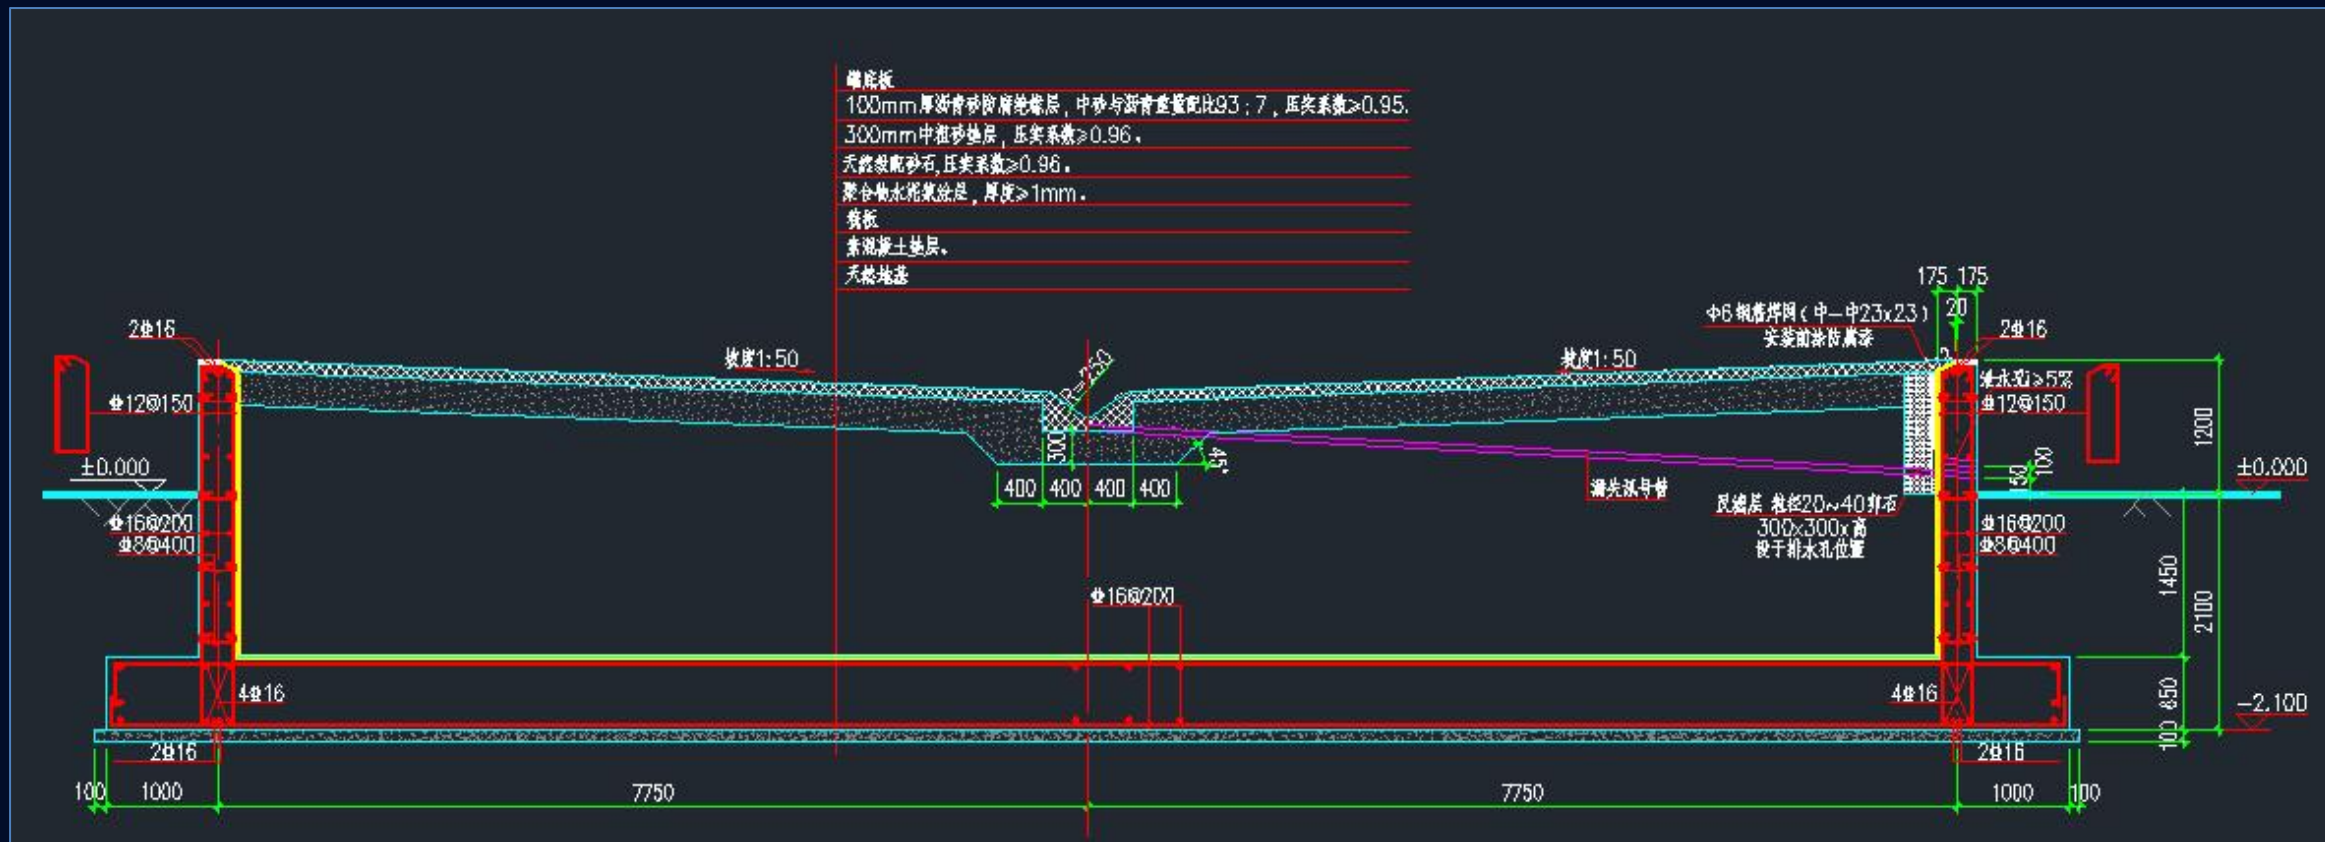 罐底板
100mm厚沥青砂防腐绝缘层，中砂与沥青重量配比93:7，压实系数≥0.95.
300mm中粗砂垫层，压实系数≥0.96。
天然级配砂石,压实系数≥0.96。
聚合物水泥浆涂层，厚度≥1mm。
筏板
素混凝土垫层。
天然地基
175 175
20
Φ6钢筋焊网(中—中23x23)
安装前涂防腐漆
2Φ16
2Φ16
坡度1:50
R=250
坡度1:50
泄水孔i≥5%
Φ12@150
Φ12@150
1200
±0.000
±0.000
300
45°
100
150
400 400 400 400
漏失讯号管
反滤层 粒径20~40卵石
300x300x高
设于排水孔位置
Φ16@200
Φ8@400
Φ16@200
Φ8@400
Φ16@200
1450
2100
4Φ16
4Φ16
650
-2.100
100
2Φ16
2Φ16
100 1000 7750 7750 1000 100